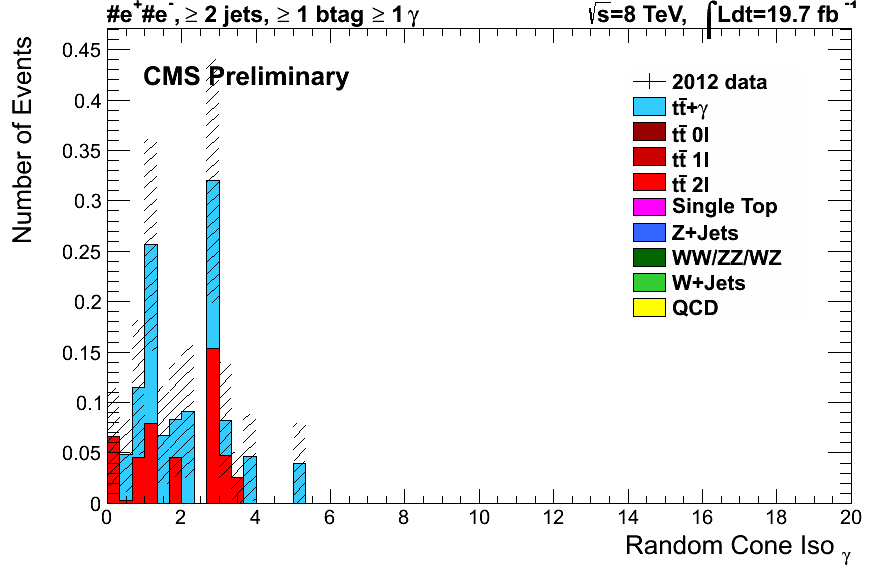 #e⁺#e⁻, ≥ 2 jets, ≥ 1 btag ≥ 1 γ
√s=8 TeV, ∫Ldt=19.7 fb⁻¹
CMS Preliminary
2012 data
tt̄+γ
tt̄ 0l
tt̄ 1l
tt̄ 2l
Single Top
Z+Jets
WW/ZZ/WZ
W+Jets
QCD
Number of Events
0.45
0.4
0.35
0.3
0.25
0.2
0.15
0.1
0.05
0
0 2 4 6 8 10 12 14 16 18 20
Random Cone Iso γ